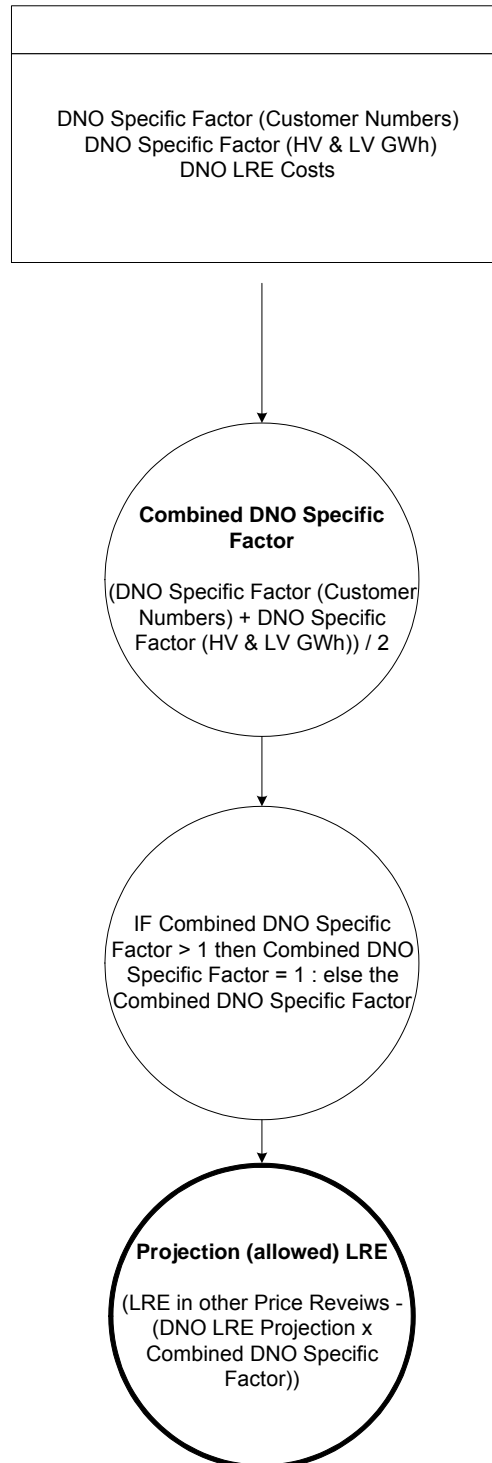 DNO Specific Factor (Customer Numbers)
DNO Specific Factor (HV & LV GWh)
DNO LRE Costs
Combined DNO Specific
Factor
(DNO Specific Factor (Customer
Numbers) + DNO Specific
Factor (HV & LV GWh)) / 2
IF Combined DNO Specific
Factor > 1 then Combined DNO
Specific Factor = 1 : else the
Combined DNO Specific Factor
Projection (allowed) LRE
(LRE in other Price Reveiws -
(DNO LRE Projection x
Combined DNO Specific
Factor))